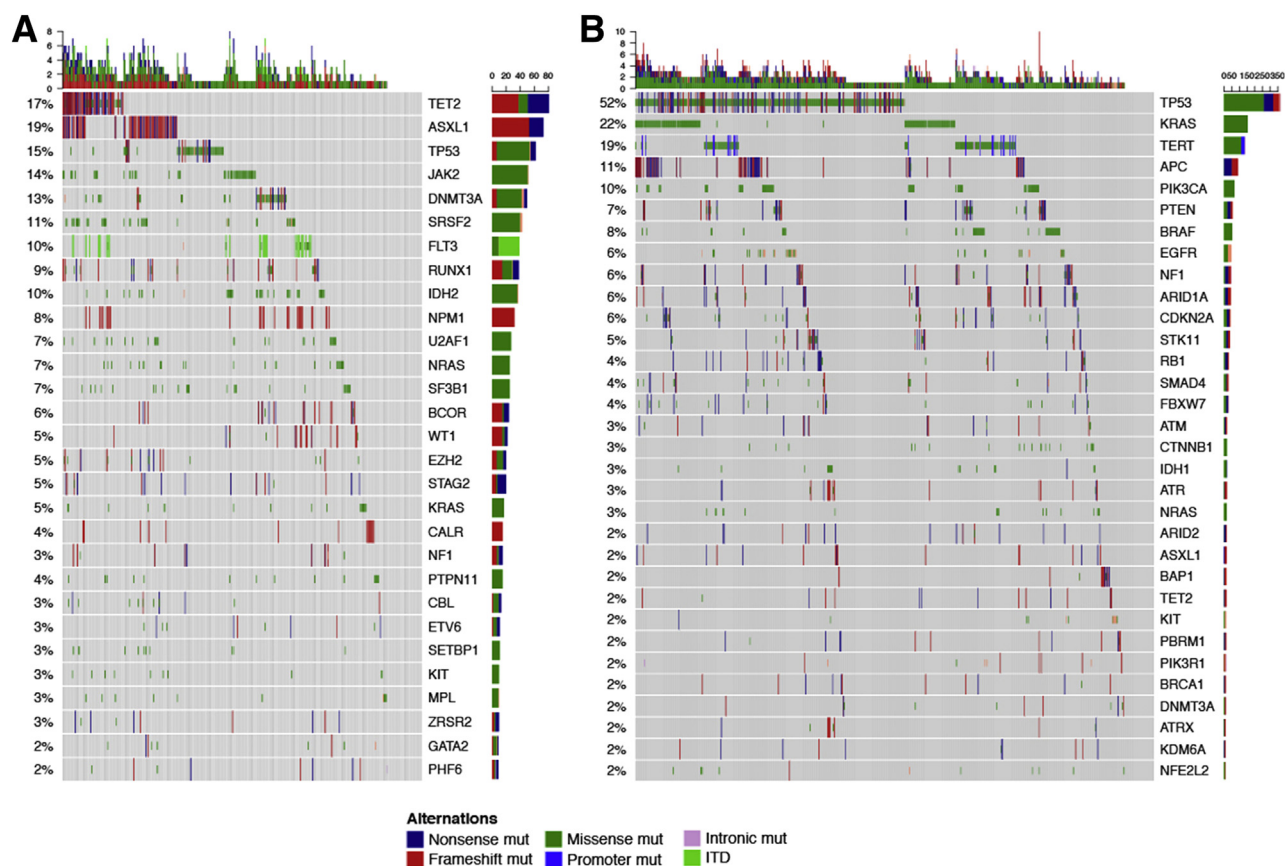 A
B
8
6
4
2
0
0 20 40 60 80
17% TET2
19% ASXL1
15% TP53
14% JAK2
13% DNMT3A
11% SRSF2
10% FLT3
9% RUNX1
10% IDH2
8% NPM1
7% U2AF1
7% NRAS
7% SF3B1
6% BCOR
5% WT1
5% EZH2
5% STAG2
5% KRAS
4% CALR
3% NF1
4% PTPN11
3% CBL
3% ETV6
3% SETBP1
3% KIT
3% MPL
3% ZRSR2
2% GATA2
2% PHF6
10
8
6
4
2
0
050 150250350
52% TP53
22% KRAS
19% TERT
11% APC
10% PIK3CA
7% PTEN
8% BRAF
6% EGFR
6% NF1
6% ARID1A
6% CDKN2A
5% STK11
4% RB1
4% SMAD4
4% FBXW7
3% ATM
3% CTNNB1
3% IDH1
3% ATR
3% NRAS
2% ARID2
2% ASXL1
2% BAP1
2% TET2
2% KIT
2% PBRM1
2% PIK3R1
2% BRCA1
2% DNMT3A
2% ATRX
2% KDM6A
2% NFE2L2
Alternations
Nonsense mut Missense mut Intronic mut
Frameshift mut Promoter mut ITD